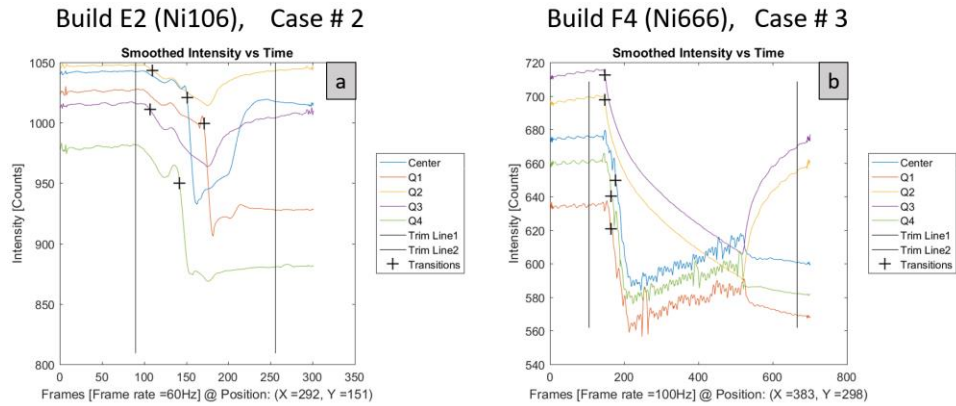 Build E2 (Ni106), Case # 2
Smoothed Intensity vs Time
a
1050
1000
950
900
850
800
Intensity [Counts]
0 50 100 150 200 250 300 350 400
Frames [Frame rate =60Hz] @ Position: (X =292, Y =151)
Center
Q1
Q2
Q3
Q4
Trim Line1
Trim Line2
Transitions
Build F4 (Ni666), Case # 3
Smoothed Intensity vs Time
b
720
700
680
660
640
620
600
580
560
540
Intensity [Counts]
0 200 400 600 800
Frames [Frame rate =100Hz] @ Position: (X =383, Y =298)
Center
Q1
Q2
Q3
Q4
Trim Line1
Trim Line2
Transitions